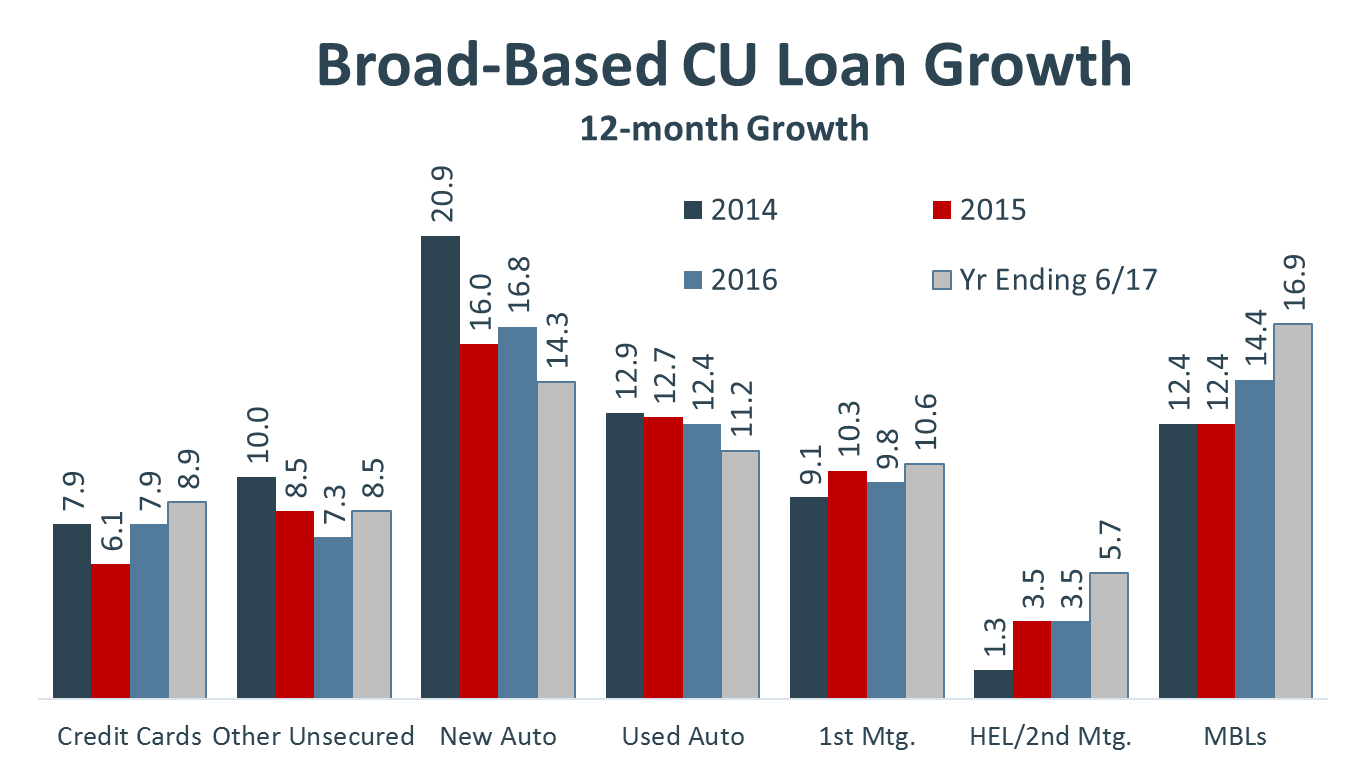 Broad-Based CU Loan Growth
12-month Growth
2014 2015
2016 Yr Ending 6/17
7.9 6.1 7.9 8.9
10.0 8.5 7.3 8.5
20.9 16.0 16.8 14.3
12.9 12.7 12.4 11.2
9.1 10.3 9.8 10.6
1.3 3.5 3.5 5.7
12.4 12.4 14.4 16.9
Credit Cards Other Unsecured New Auto Used Auto 1st Mtg. HEL/2nd Mtg. MBLs